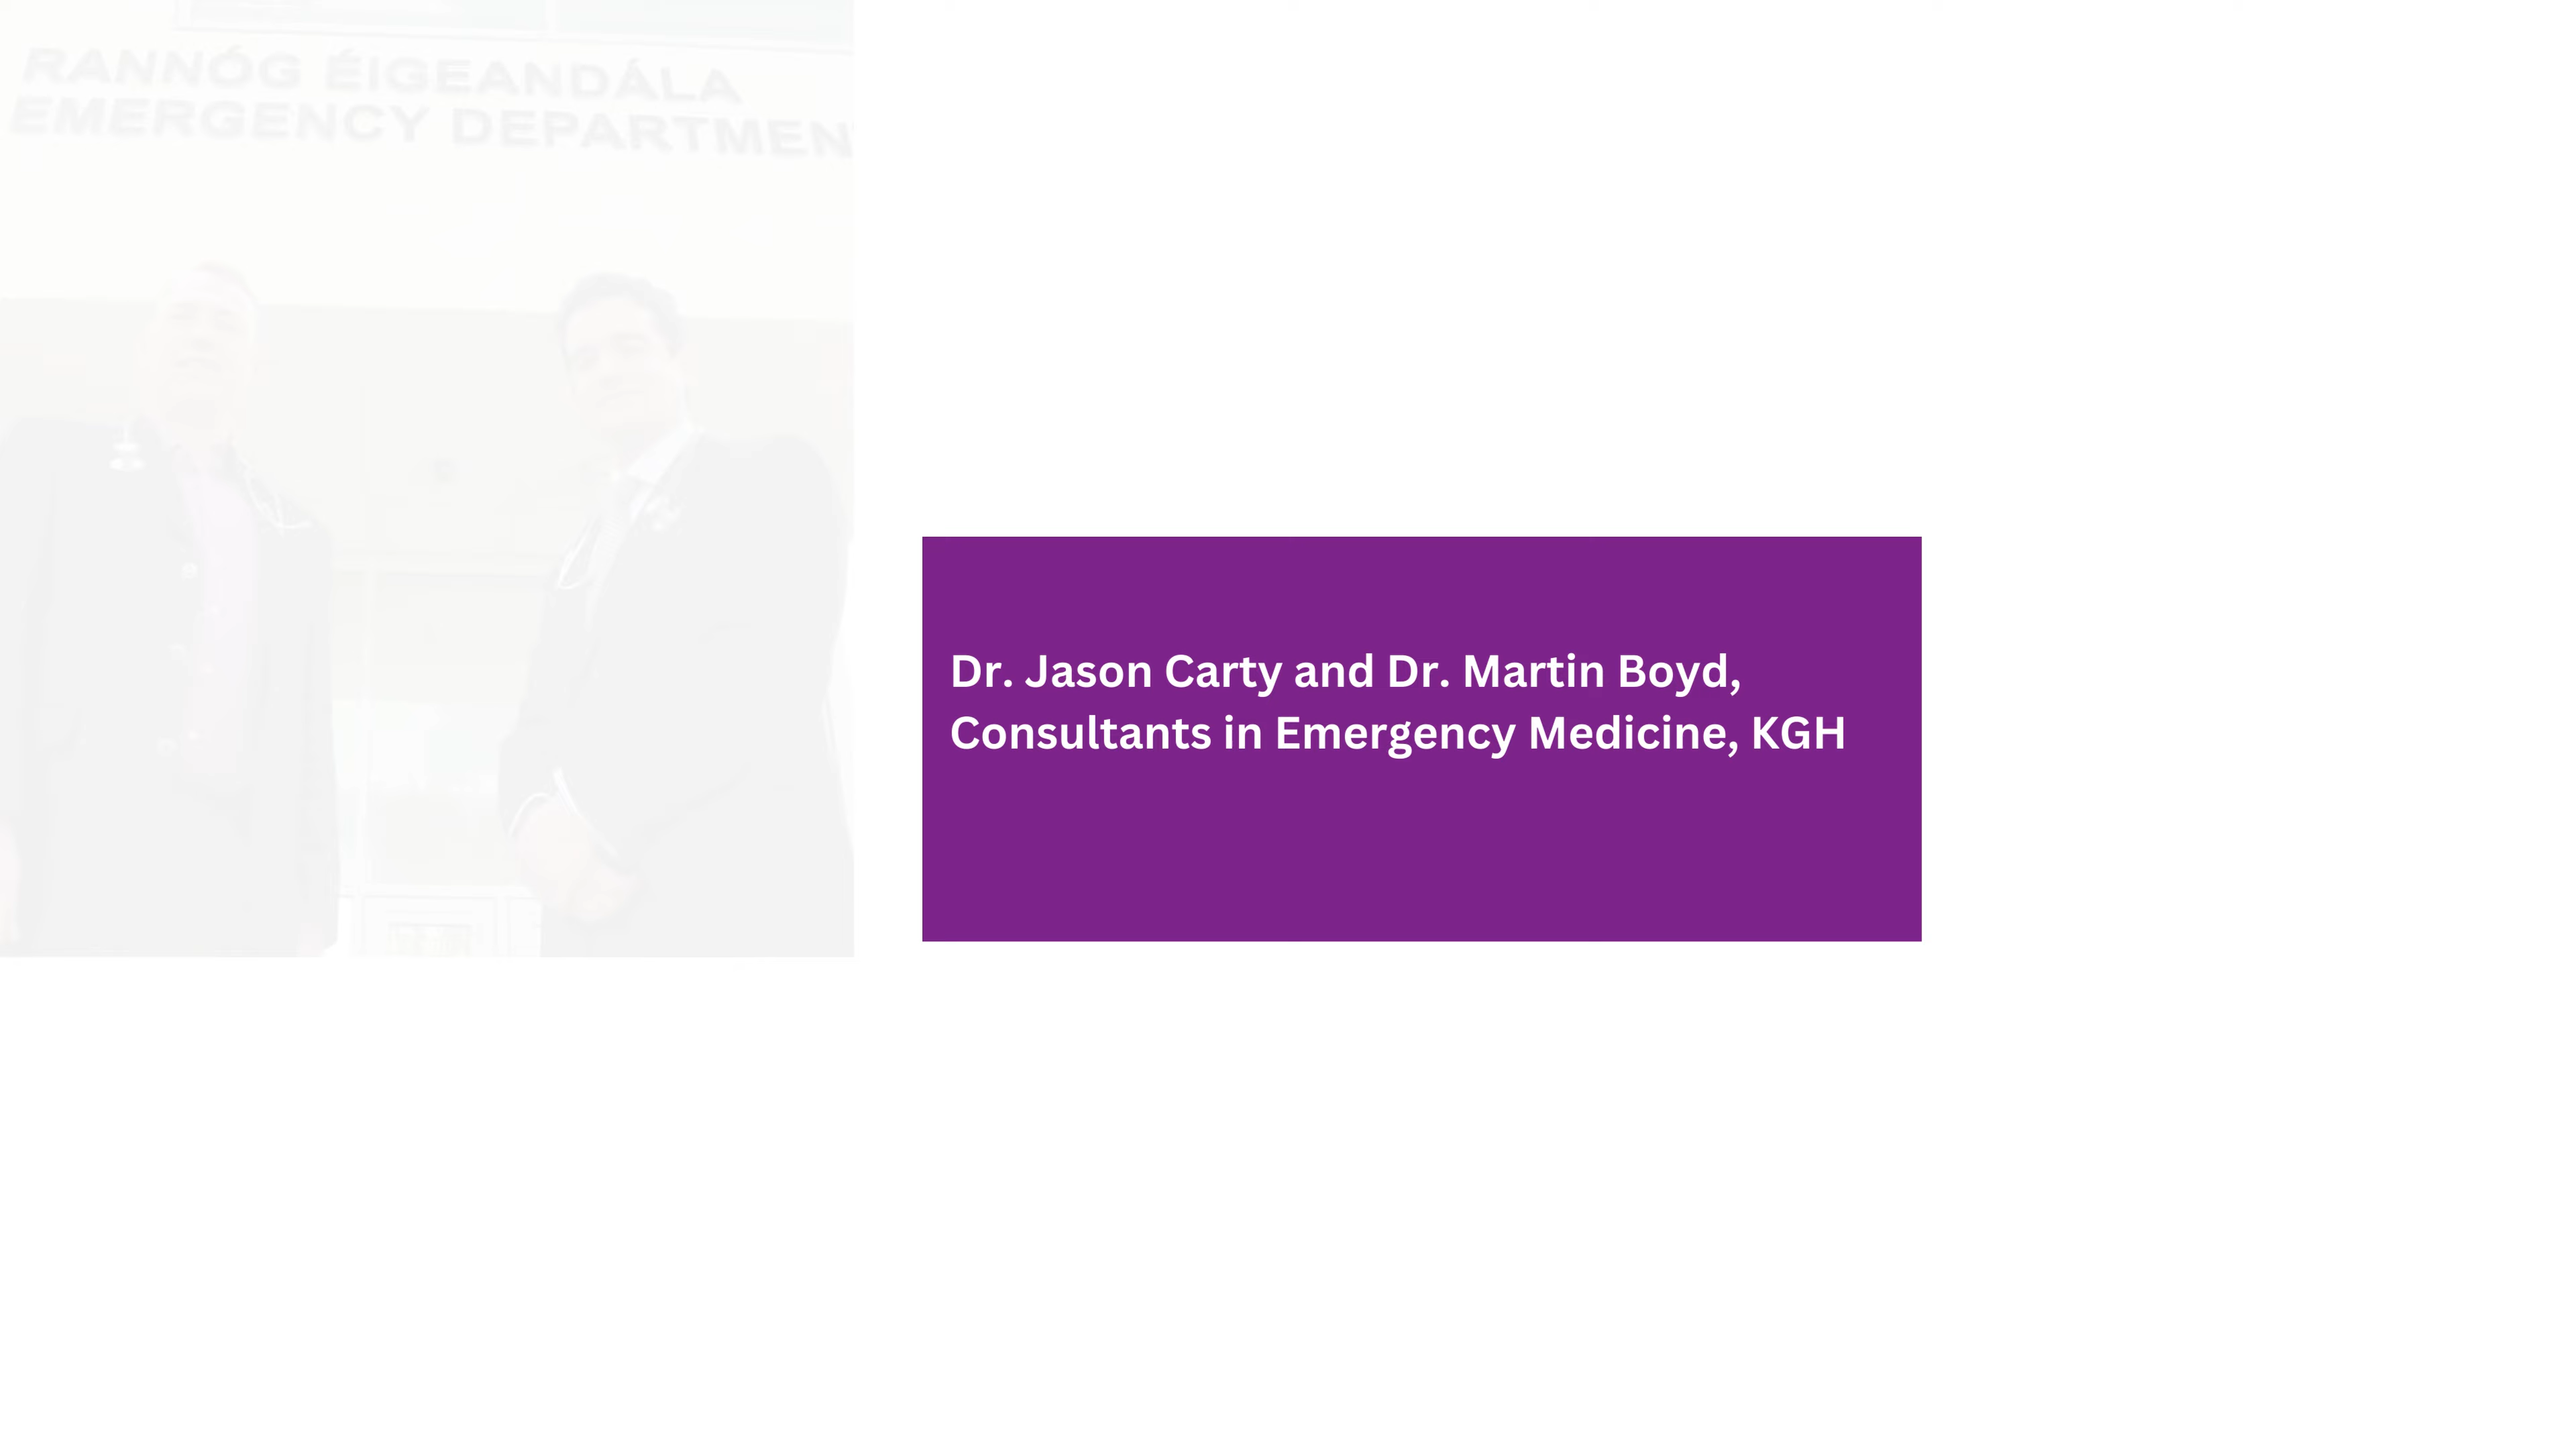 RANNÓG ÉIGEANDÁLA
EMERGENCY DEPARTMEN
Dr. Jason Carty and Dr. Martin Boyd,
Consultants in Emergency Medicine, KGH